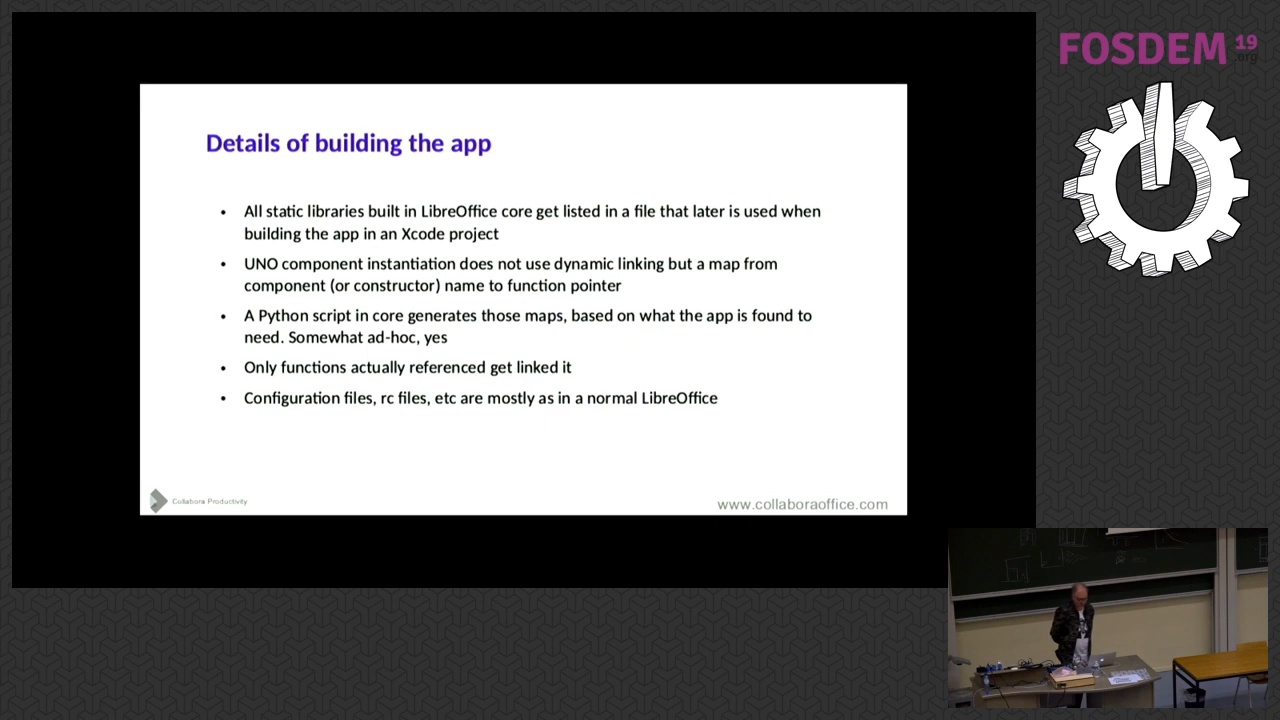 FOSDEM 19
.org
Details of building the app
• All static libraries built in LibreOffice core get listed in a file that later is used when
building the app in an Xcode project
• UNO component instantiation does not use dynamic linking but a map from
component (or constructor) name to function pointer
• A Python script in core generates those maps, based on what the app is found to
need. Somewhat ad-hoc, yes
• Only functions actually referenced get linked it
• Configuration files, rc files, etc are mostly as in a normal LibreOffice
Collabora Productivity
www.collaboraoffice.com